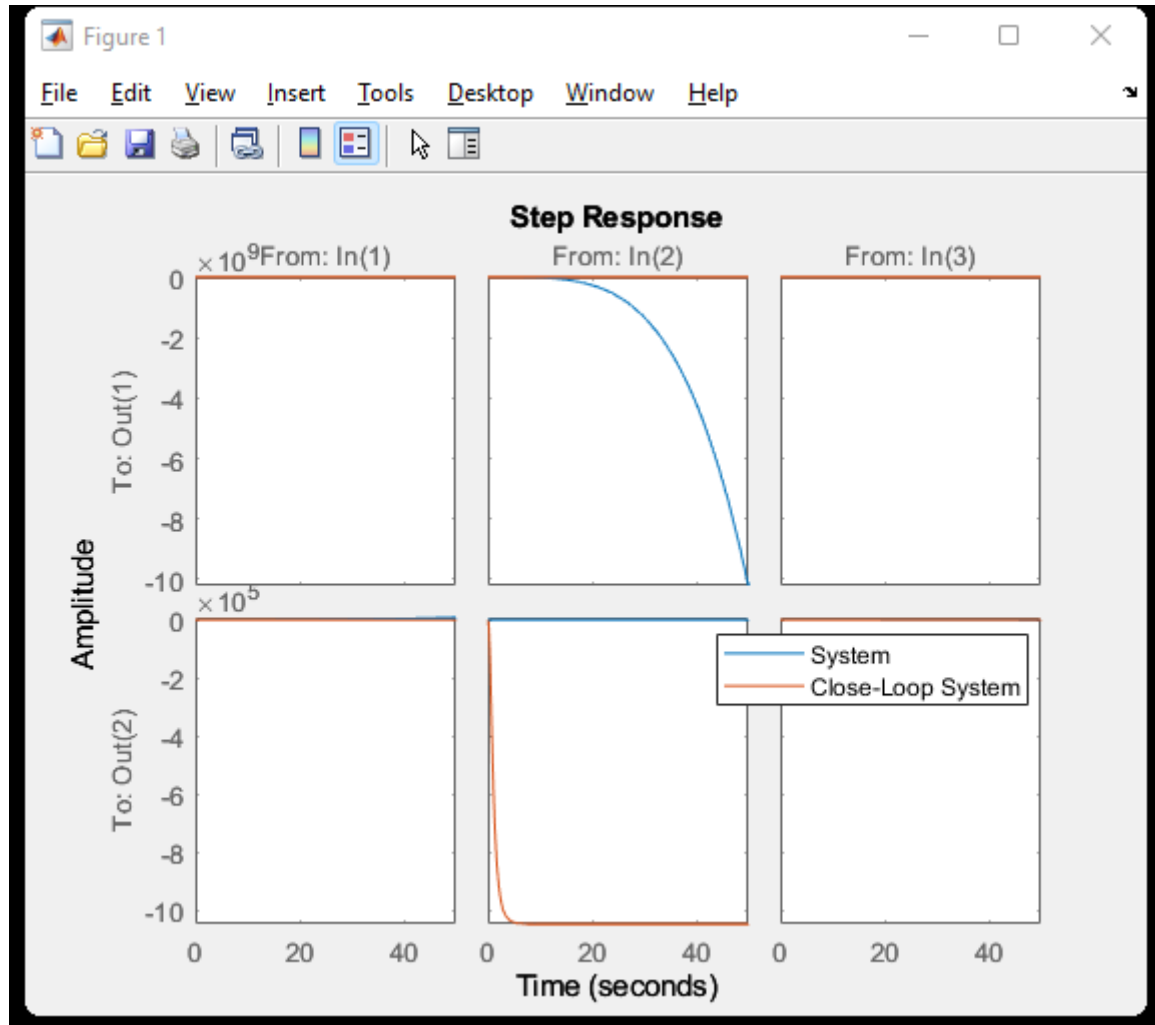 Figure 1
File Edit View Insert Tools Desktop Window Help
Step Response
×10⁹From: In(1) From: In(2) From: In(3)
0
-2
-4
-6
-8
-10
To: Out(1)
Amplitude
×10⁵
0
-2
-4
-6
-8
-10
To: Out(2)
System
Close-Loop System
0 20 40 0 20 40 0 20 40
Time (seconds)